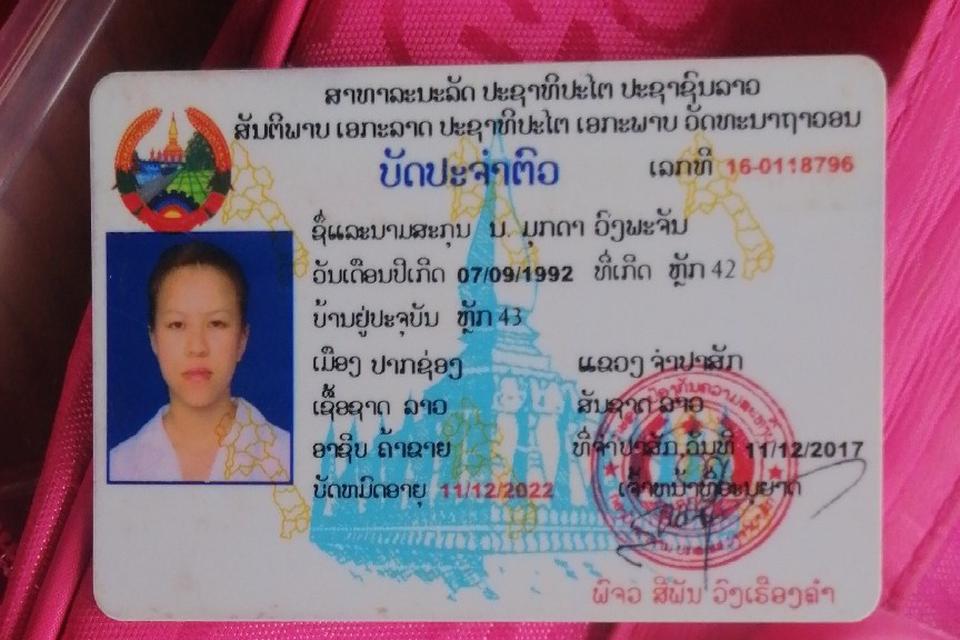 ສາທາລະນະລັດ ປະຊາທິປະໄຕ ປະຊາຊົນລາວ
ສັນຕິພາບ ເອກະລາດ ປະຊາທິປະໄຕ ເອກະພາບ ວັດທະນາຖາວອນ
ບັດປະຈຳຕົວ ເລກທີ 16-0118796
ຊື່ແລະນາມສະກຸນ ນ. ມຸກດາ ວົງພະຈັນ
ວັນເດືອນປີເກີດ 07/09/1992 ທີ່ເກີດ ຫຼັກ 42
ບ້ານຢູ່ປະຈຸບັນ ຫຼັກ 43
ເມືອງ ປາກຊ່ອງ ແຂວງ ຈຳປາສັກ
ເຊື້ອຊາດ ລາວ ສັນຊາດ ລາວ
ອາຊີບ ຄ້າຂາຍ ທີ່ຈຳປາສັກ,ວັນທີ 11/12/2017
ບັດຫມົດອາຍຸ 11/12/2022 ເຈົ້າຫນ້າທີ່ອະນຸຍາດ
ພົຈວ ສີພັນ ວົງເຮືອງຄຳ